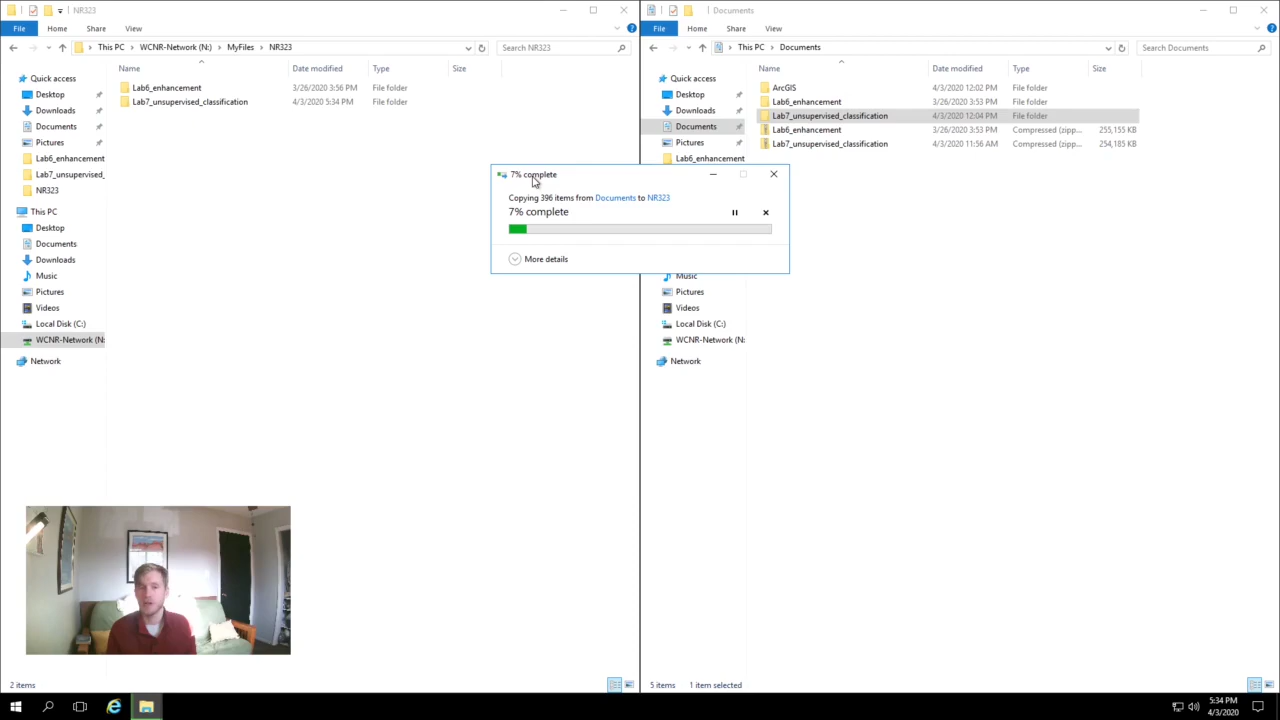 NR323
File Home Share View
This PC WCNR-Network (N:) MyFiles NR323
Search NR323
Name Date modified Type Size
Quick access
Desktop
Downloads
Documents
Pictures
Lab6_enhancement
Lab7_unsupervised_
NR323
This PC
Desktop
Documents
Downloads
Music
Pictures
Videos
Local Disk (C:)
WCNR-Network (N:
Network
Lab6_enhancement 3/26/2020 3:56 PM File folder
Lab7_unsupervised_classification 4/3/2020 5:34 PM File folder
2 items
Documents
File Home Share View
This PC Documents
Search Documents
Name Date modified Type Size
Quick access
Desktop
Downloads
Documents
Pictures
Lab6_enhancement
Music
Pictures
Videos
Local Disk (C:)
WCNR-Network (N:
Network
ArcGIS 4/3/2020 12:02 PM File folder
Lab6_enhancement 3/26/2020 3:53 PM File folder
Lab7_unsupervised_classification 4/3/2020 12:04 PM File folder
Lab6_enhancement 3/26/2020 3:53 PM Compressed (zipp... 255,155 KB
Lab7_unsupervised_classification 4/3/2020 11:56 AM Compressed (zipp... 254,185 KB
5 items 1 item selected
7% complete
Copying 396 items from Documents to NR323
7% complete
More details
5:34 PM
4/3/2020